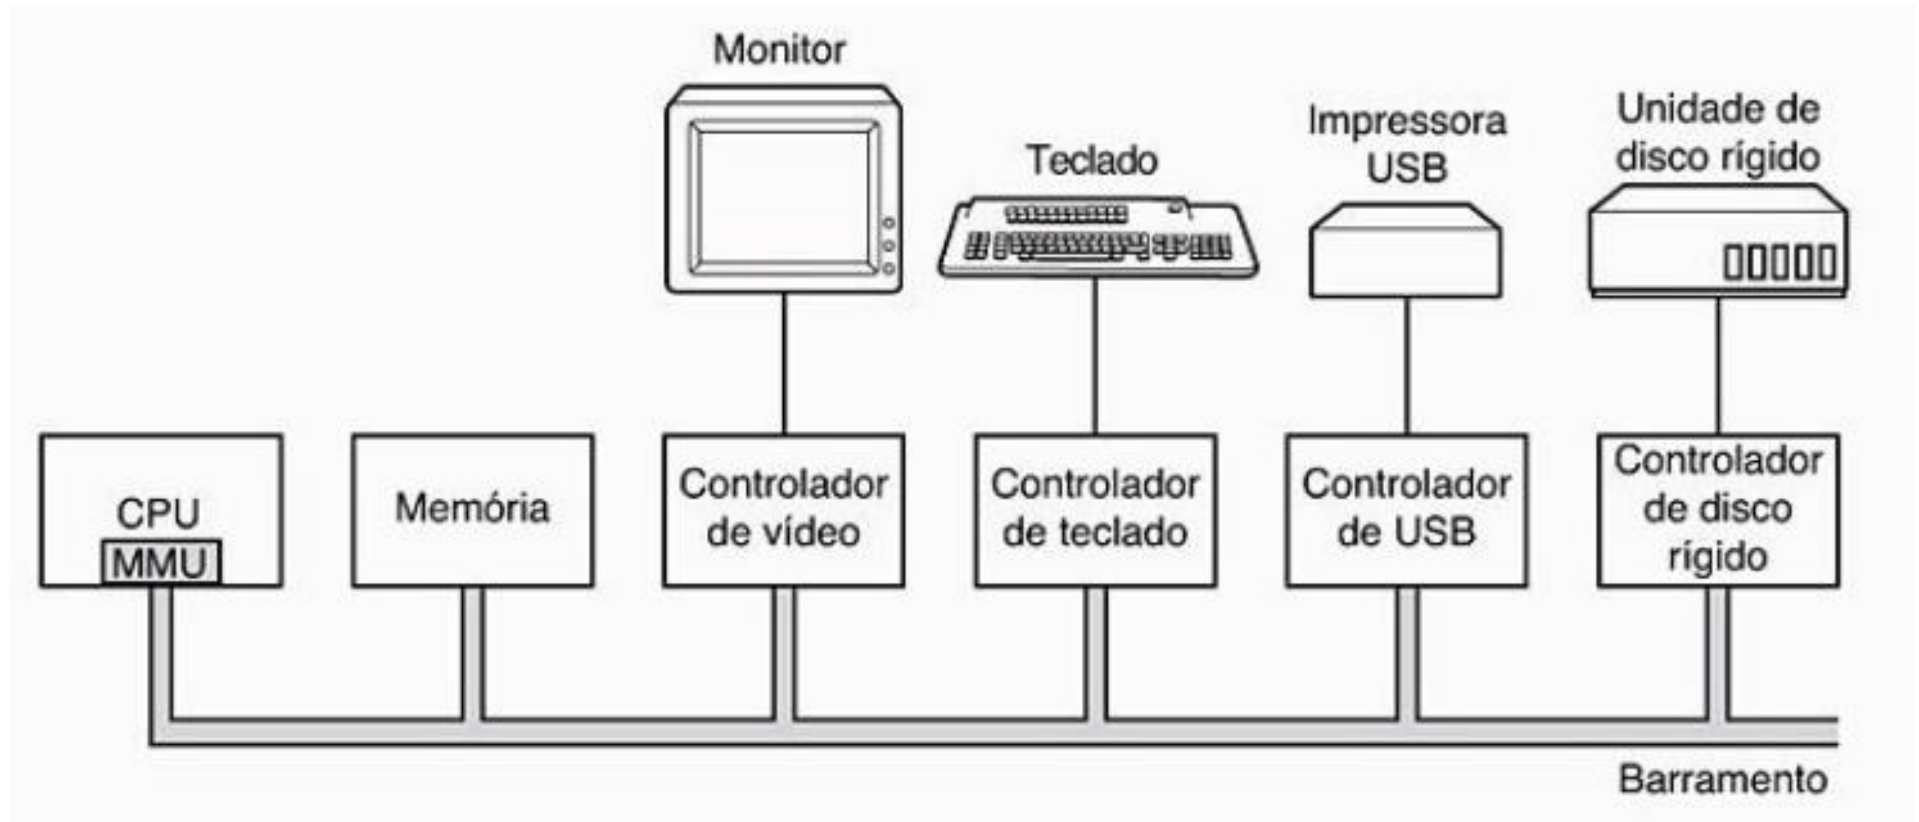 Monitor
Teclado
Impressora
USB
Unidade de
disco rígido
CPU
MMU
Memória
Controlador
de vídeo
Controlador
de teclado
Controlador
de USB
Controlador
de disco
rígido
Barramento